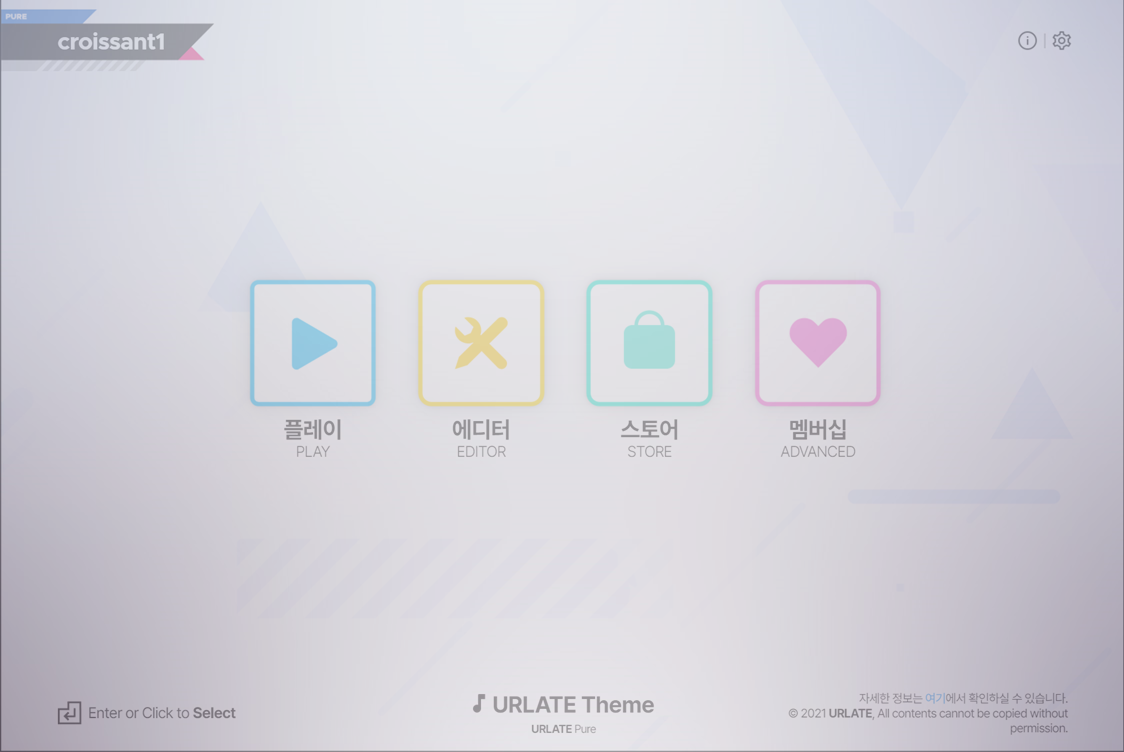 PURE
croissant1
플레이
PLAY
에디터
EDITOR
스토어
STORE
멤버십
ADVANCED
Enter or Click to Select
URLATE Theme
URLATE Pure
자세한 정보는 여기에서 확인하실 수 있습니다.
© 2021 URLATE, All contents cannot be copied without
permission.